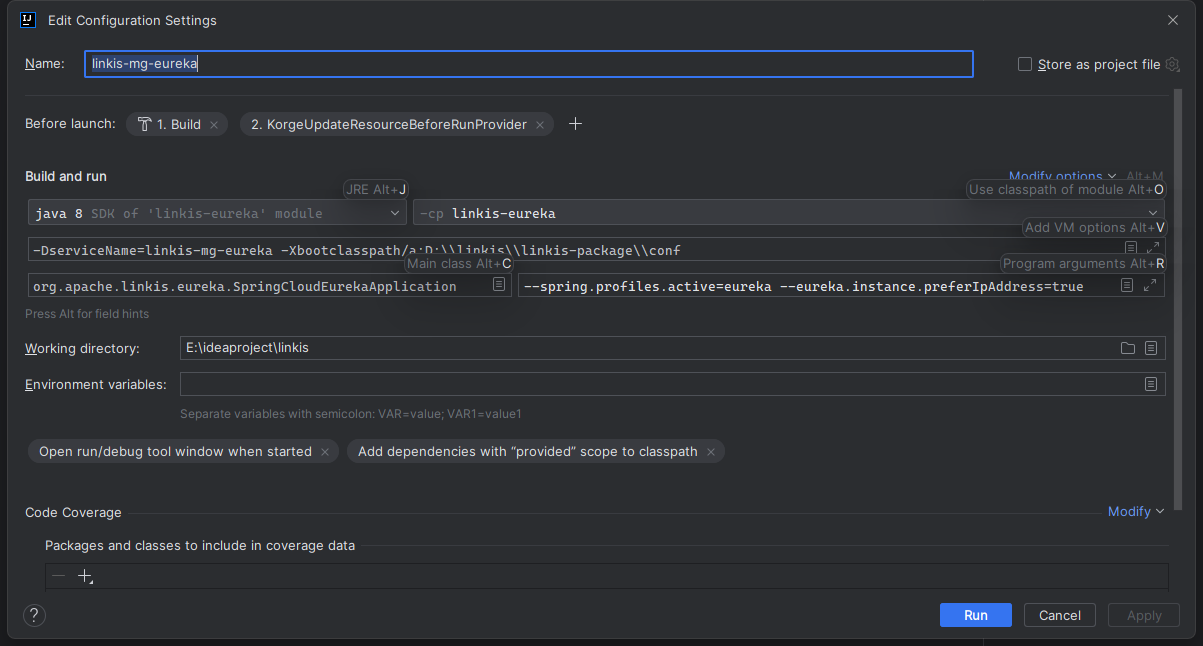 Edit Configuration Settings
Name: linkis-mg-eureka Store as project file
Before launch: 1. Build 2. KorgeUpdateResourceBeforeRunProvider
Build and run Modify options Alt+M
JRE Alt+J Use classpath of module Alt+O
java 8 SDK of 'linkis-eureka' module -cp linkis-eureka
Add VM options Alt+V
-DserviceName=linkis-mg-eureka -Xbootclasspath/a:D:\\linkis\\linkis-package\\conf
Main class Alt+C Program arguments Alt+R
org.apache.linkis.eureka.SpringCloudEurekaApplication --spring.profiles.active=eureka --eureka.instance.preferIpAddress=true
Press Alt for field hints
Working directory: E:\ideaproject\linkis
Environment variables:
Separate variables with semicolon: VAR=value; VAR1=value1
Open run/debug tool window when started Add dependencies with “provided” scope to classpath
Code Coverage Modify
Packages and classes to include in coverage data
? Run Cancel Apply